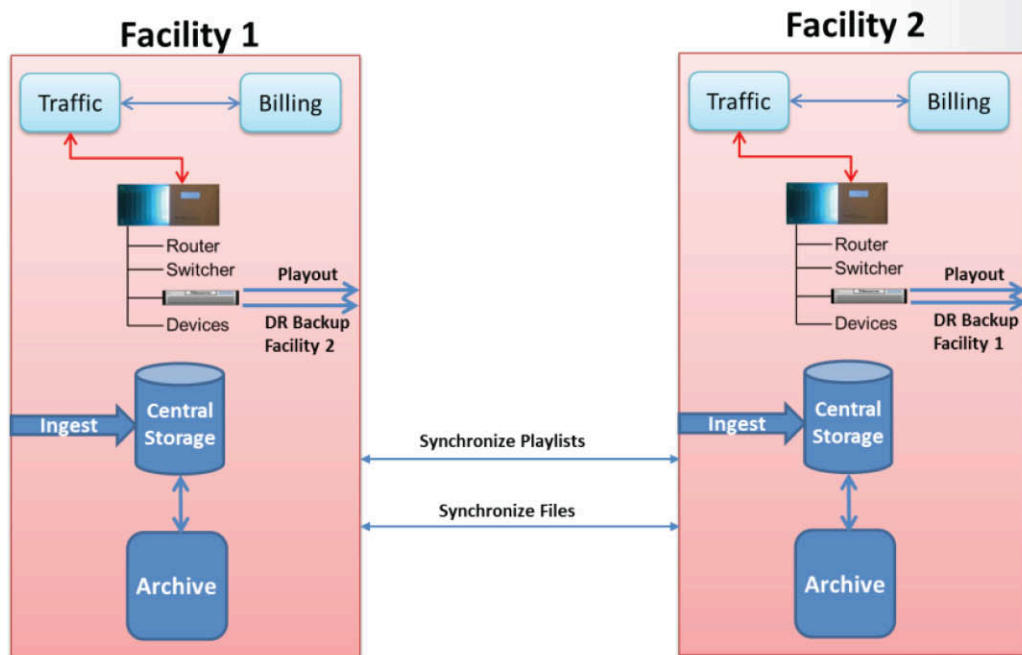 Facility 1
Traffic
Billing
Router
Switcher
Devices
Playout
DR Backup
Facility 2
Ingest
Central
Storage
Archive
Synchronize Playlists
Synchronize Files
Facility 2
Traffic
Billing
Router
Switcher
Devices
Playout
DR Backup
Facility 1
Ingest
Central
Storage
Archive